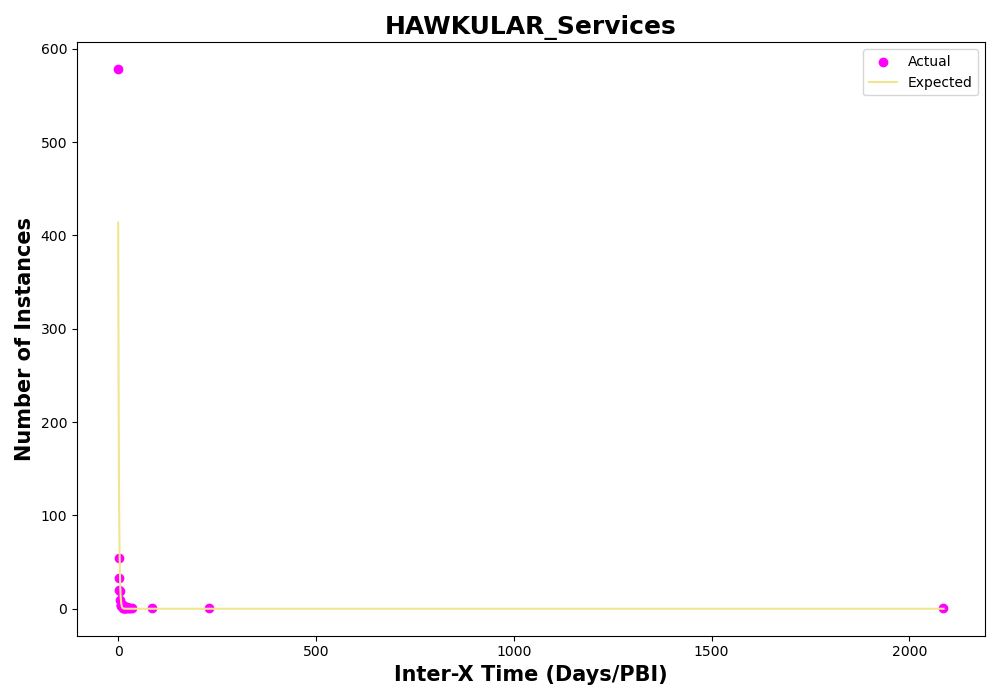 HAWKULAR_Services
Actual
Expected
600
500
400
300
200
100
0
Number of Instances
0
500
1000
1500
2000
Inter-X Time (Days/PBI)